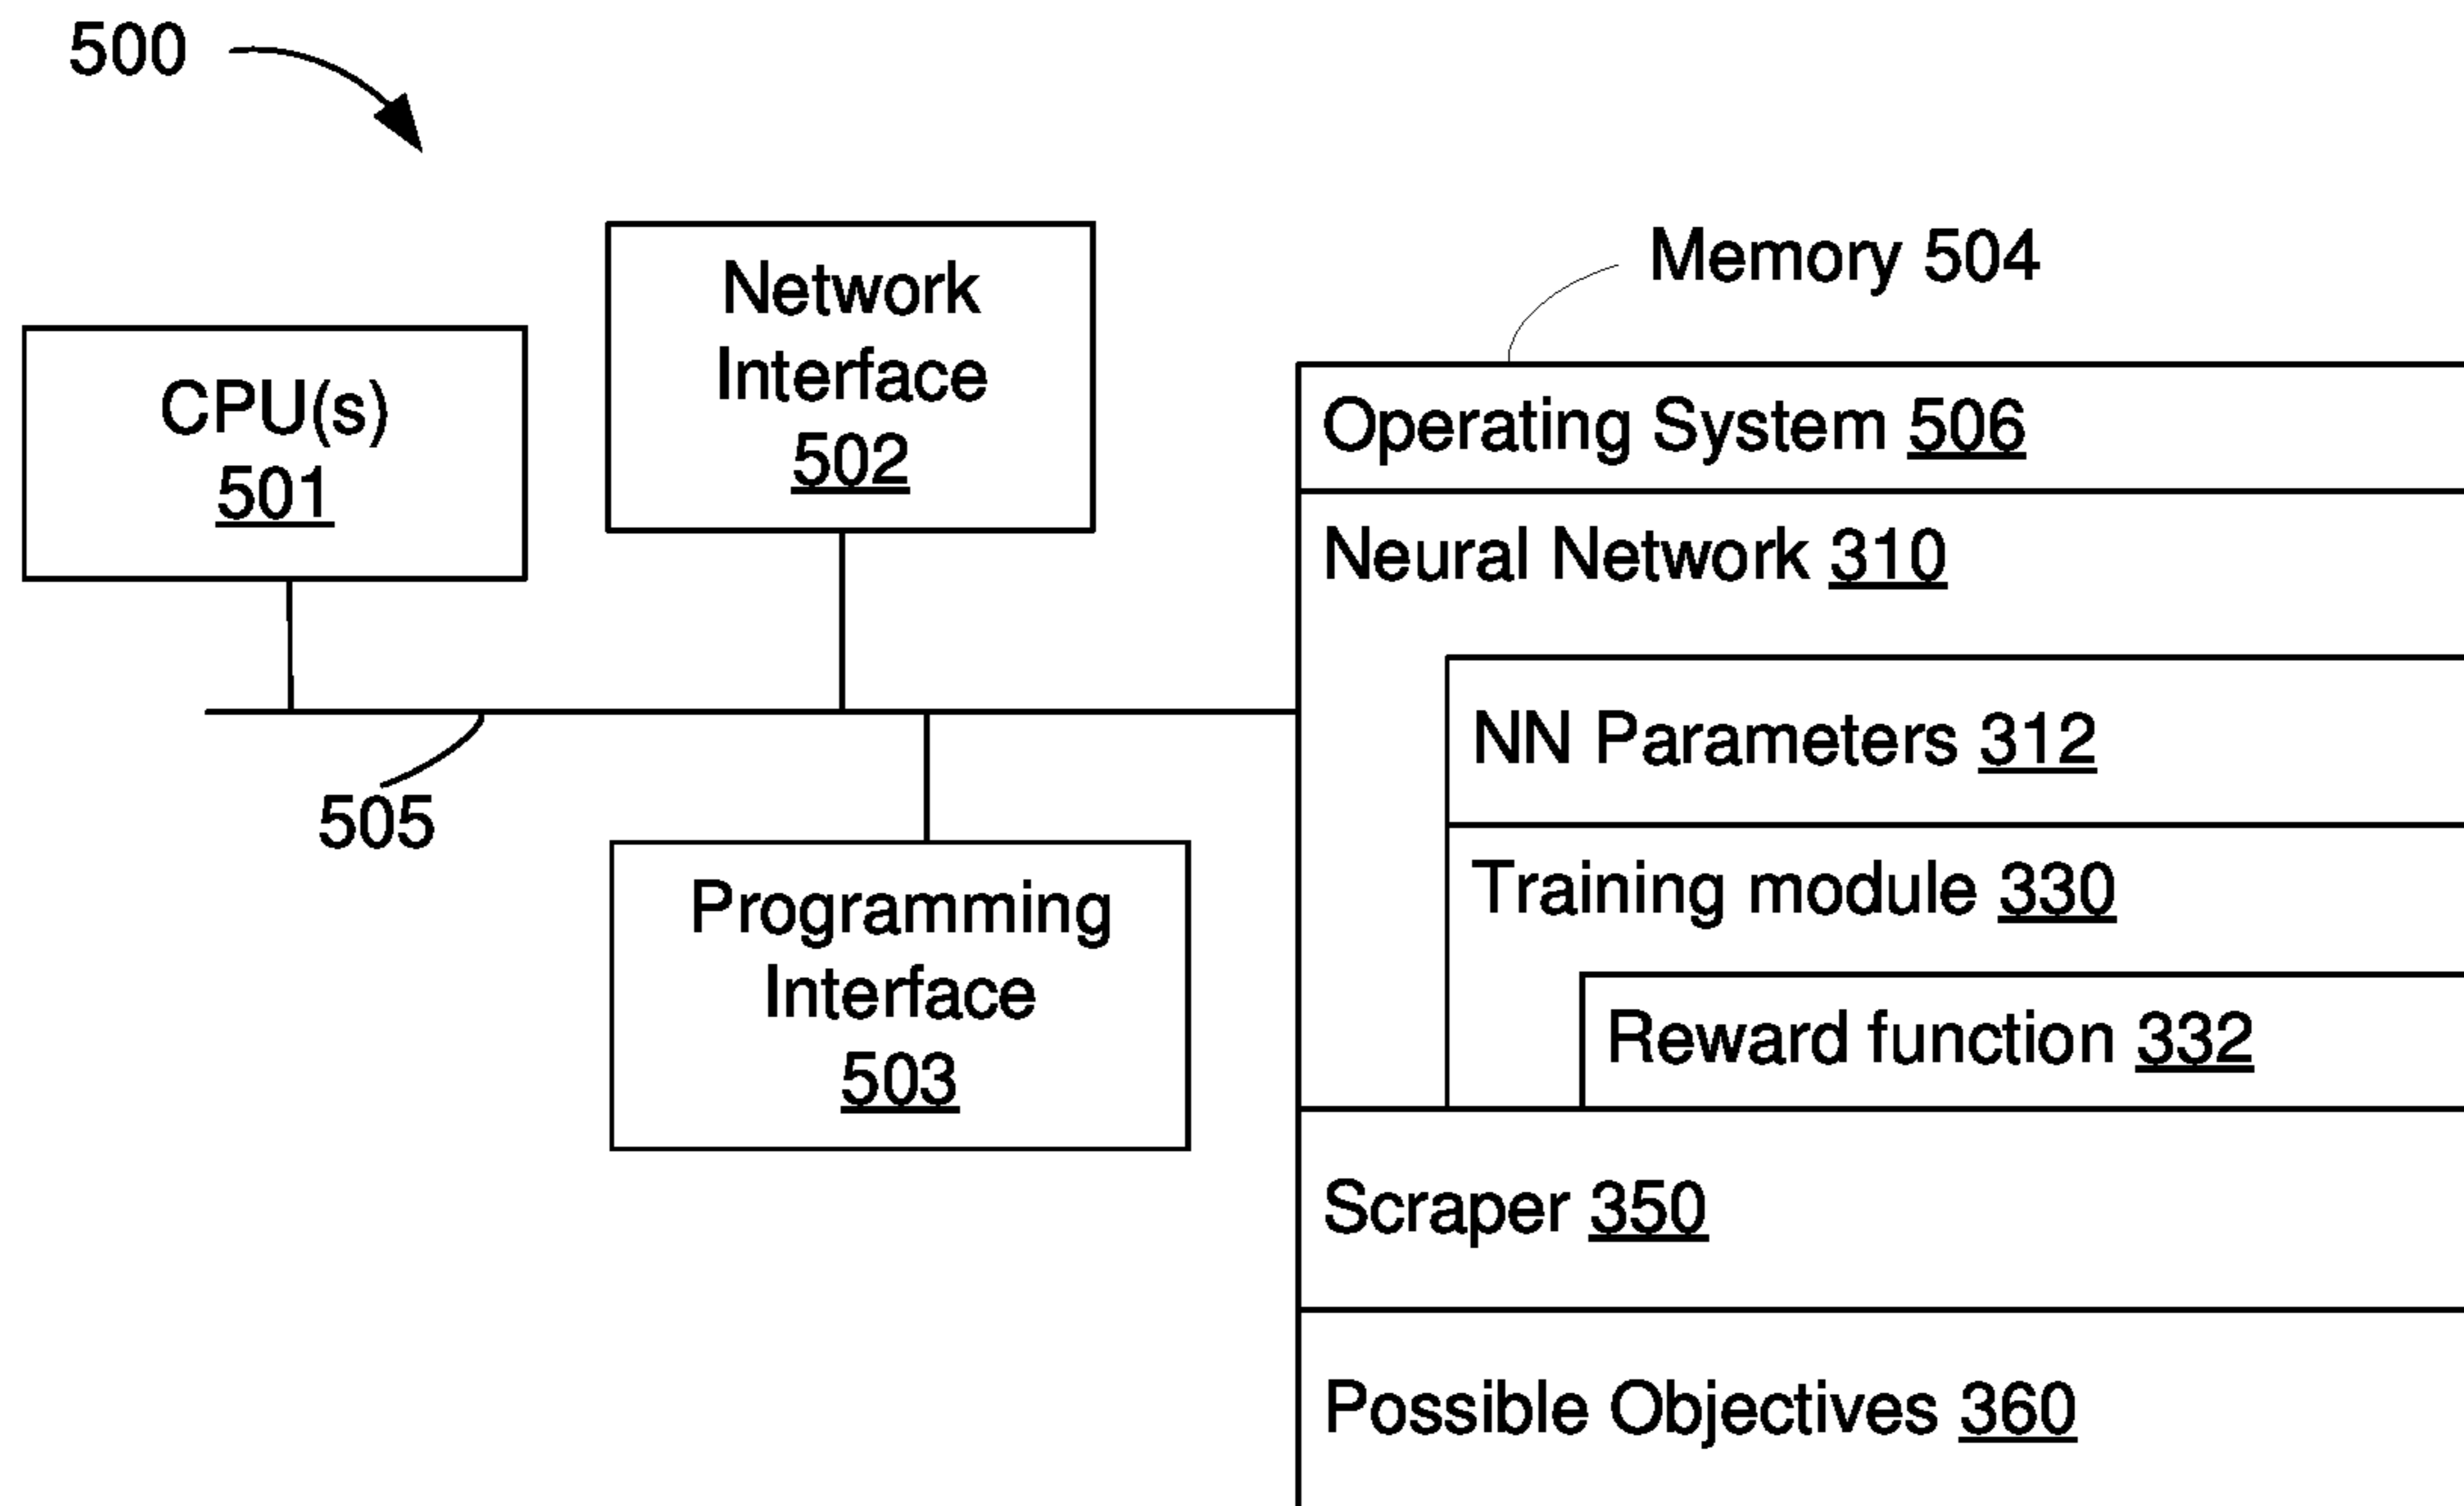 500
Network
Interface
502
Memory 504
CPU(s)
501
Operating System 506
Neural Network 310
NN Parameters 312
505
Training module 330
Programming
Interface
503
Reward function 332
Scraper 350
Possible Objectives 360